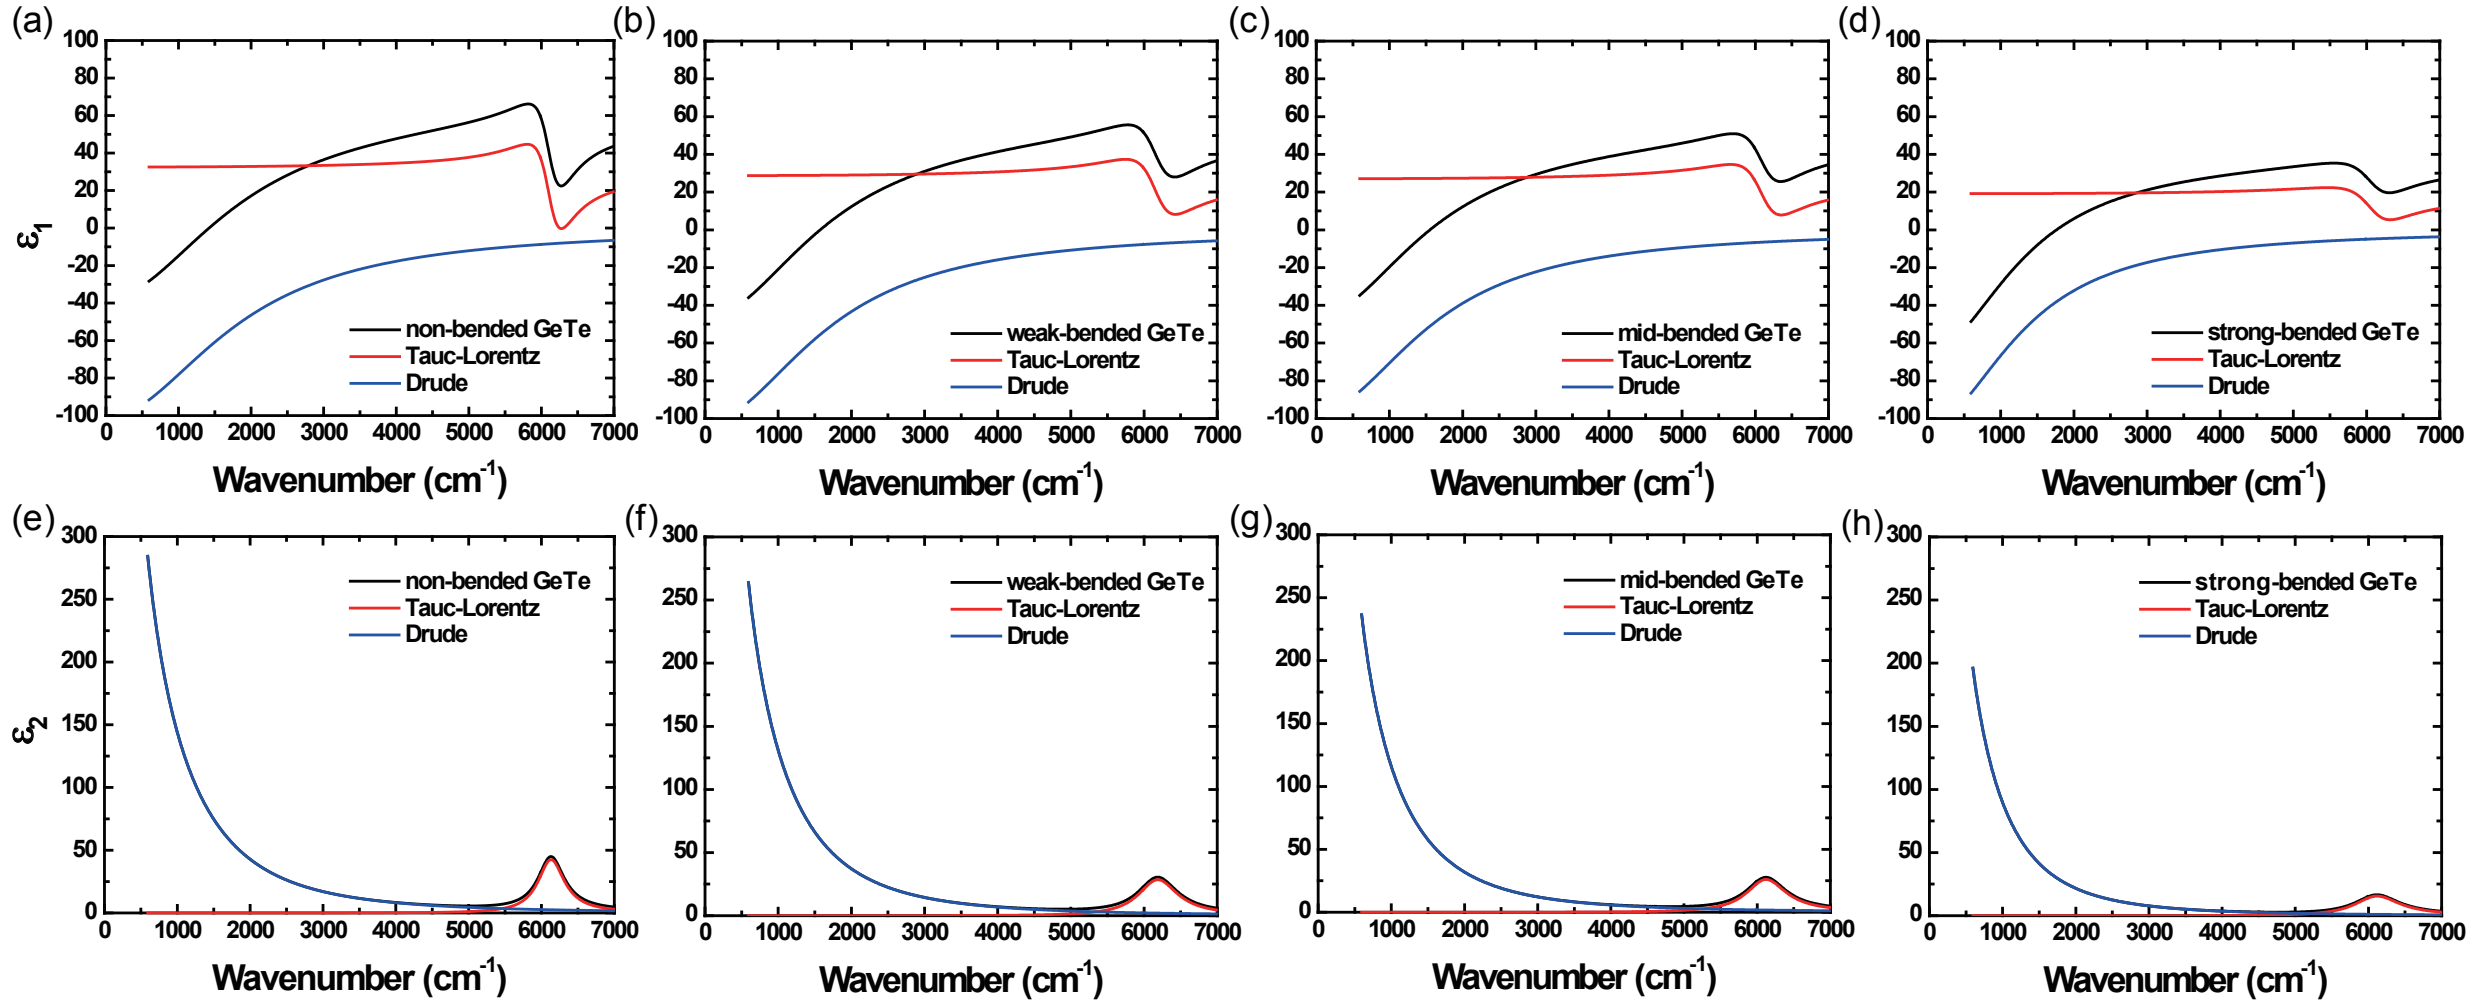 (a)
100
80
60
40
20
0
-20
-40
-60
-80
-100
ε1
non-bended GeTe
Tauc-Lorentz
Drude
0 1000 2000 3000 4000 5000 6000 7000
Wavenumber (cm-1)
(b)
100
80
60
40
20
0
-20
-40
-60
-80
-100
weak-bended GeTe
Tauc-Lorentz
Drude
0 1000 2000 3000 4000 5000 6000 7000
Wavenumber (cm-1)
(c)
100
80
60
40
20
0
-20
-40
-60
-80
-100
mid-bended GeTe
Tauc-Lorentz
Drude
0 1000 2000 3000 4000 5000 6000 7000
Wavenumber (cm-1)
(d)
100
80
60
40
20
0
-20
-40
-60
-80
-100
strong-bended GeTe
Tauc-Lorentz
Drude
0 1000 2000 3000 4000 5000 6000 7000
Wavenumber (cm-1)
(e)
300
250
200
150
100
50
0
ε2
non-bended GeTe
Tauc-Lorentz
Drude
0 1000 2000 3000 4000 5000 6000 7000
Wavenumber (cm-1)
(f)
300
250
200
150
100
50
0
weak-bended GeTe
Tauc-Lorentz
Drude
0 1000 2000 3000 4000 5000 6000 7000
Wavenumber (cm-1)
(g)
300
250
200
150
100
50
0
mid-bended GeTe
Tauc-Lorentz
Drude
0 1000 2000 3000 4000 5000 6000 7000
Wavenumber (cm-1)
(h)
300
250
200
150
100
50
0
strong-bended GeTe
Tauc-Lorentz
Drude
0 1000 2000 3000 4000 5000 6000 7000
Wavenumber (cm-1)